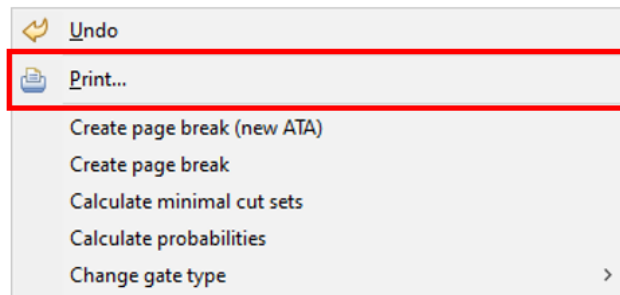 Undo
Print...
Create page break (new ATA)
Create page break
Calculate minimal cut sets
Calculate probabilities
Change gate type